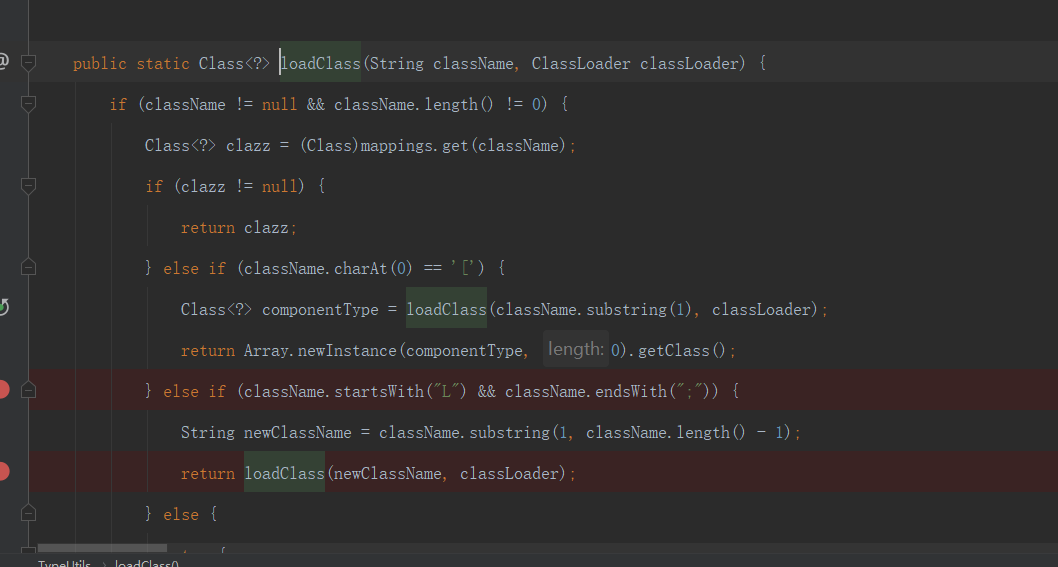 public static Class<?> loadClass(String className, ClassLoader classLoader) {
if (className != null && className.length() != 0) {
Class<?> clazz = (Class)mappings.get(className);
if (clazz != null) {
return clazz;
} else if (className.charAt(0) == '[') {
Class<?> componentType = loadClass(className.substring(1), classLoader);
return Array.newInstance(componentType, length: 0).getClass();
} else if (className.startsWith("L") && className.endsWith(";")) {
String newClassName = className.substring(1, className.length() - 1);
return loadClass(newClassName, classLoader);
} else {
TypeUtils > loadClass()